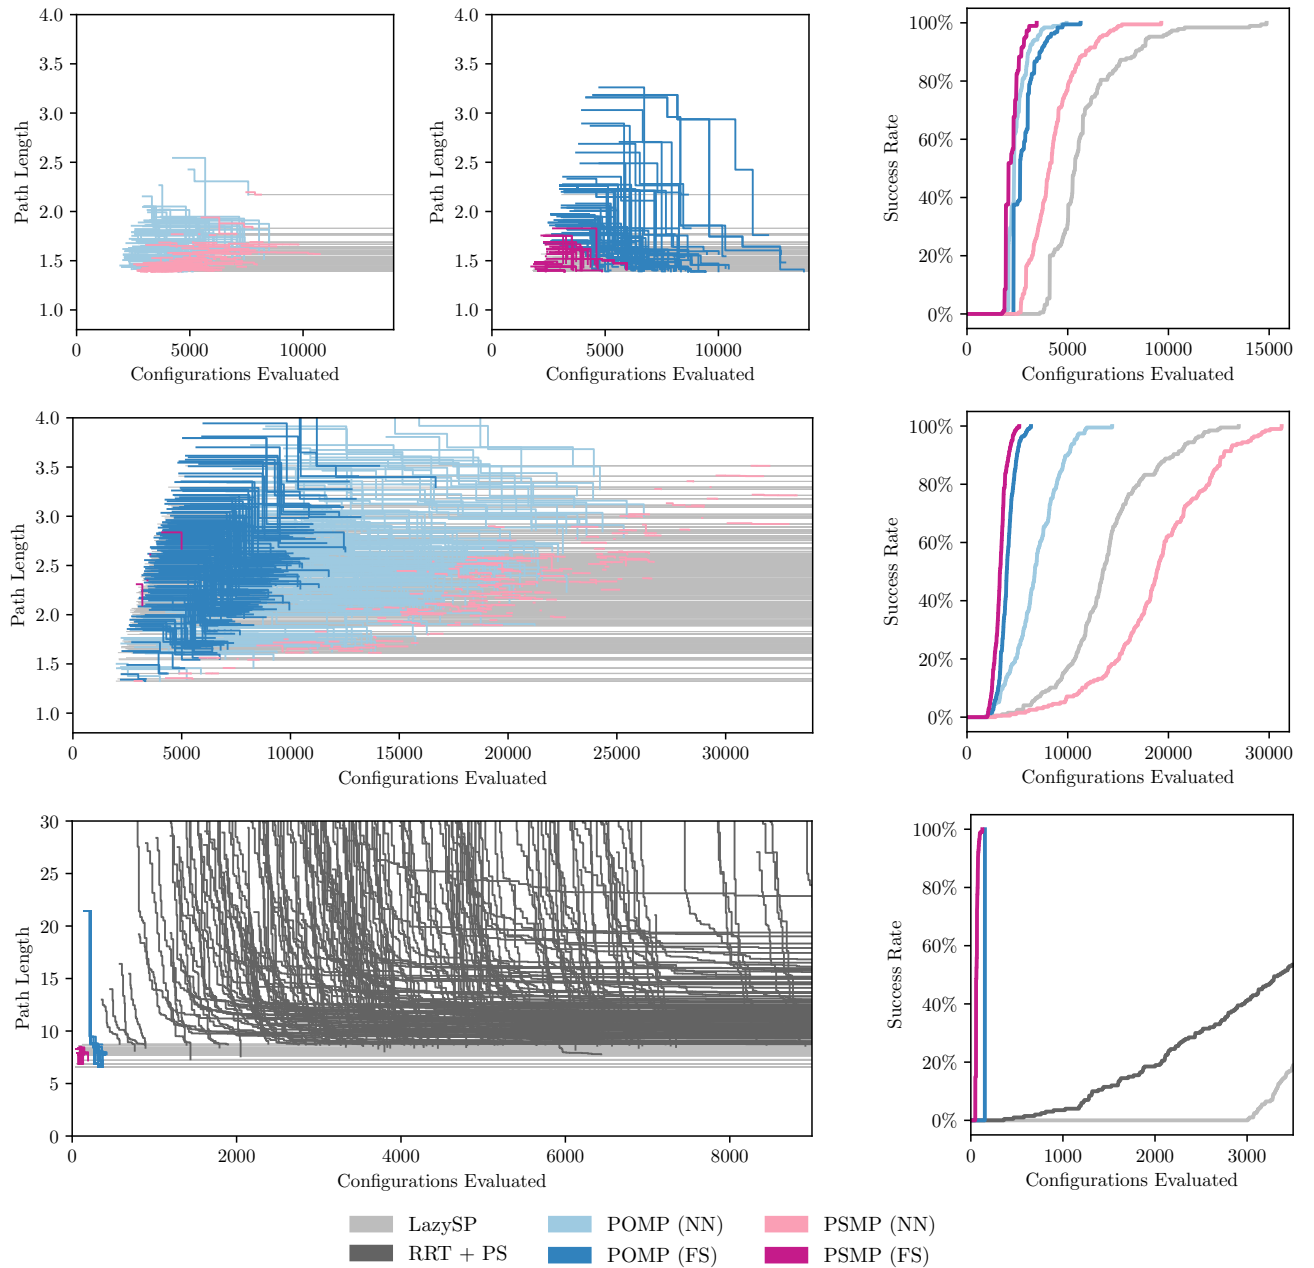 4.0
3.5
3.0
2.5
2.0
1.5
1.0
Path Length
0 5000 10000
Configurations Evaluated
4.0
3.5
3.0
2.5
2.0
1.5
1.0
Path Length
0 5000 10000
Configurations Evaluated
100%
80%
60%
40%
20%
0%
Success Rate
0 5000 10000 15000
Configurations Evaluated
4.0
3.5
3.0
2.5
2.0
1.5
1.0
Path Length
0 5000 10000 15000 20000 25000 30000
Configurations Evaluated
100%
80%
60%
40%
20%
0%
Success Rate
0 10000 20000 30000
Configurations Evaluated
30
25
20
15
10
5
0
Path Length
0 2000 4000 6000 8000
Configurations Evaluated
100%
80%
60%
40%
20%
0%
Success Rate
0 1000 2000 3000
Configurations Evaluated
LazySP POMP (NN) PSMP (NN)
RRT + PS POMP (FS) PSMP (FS)